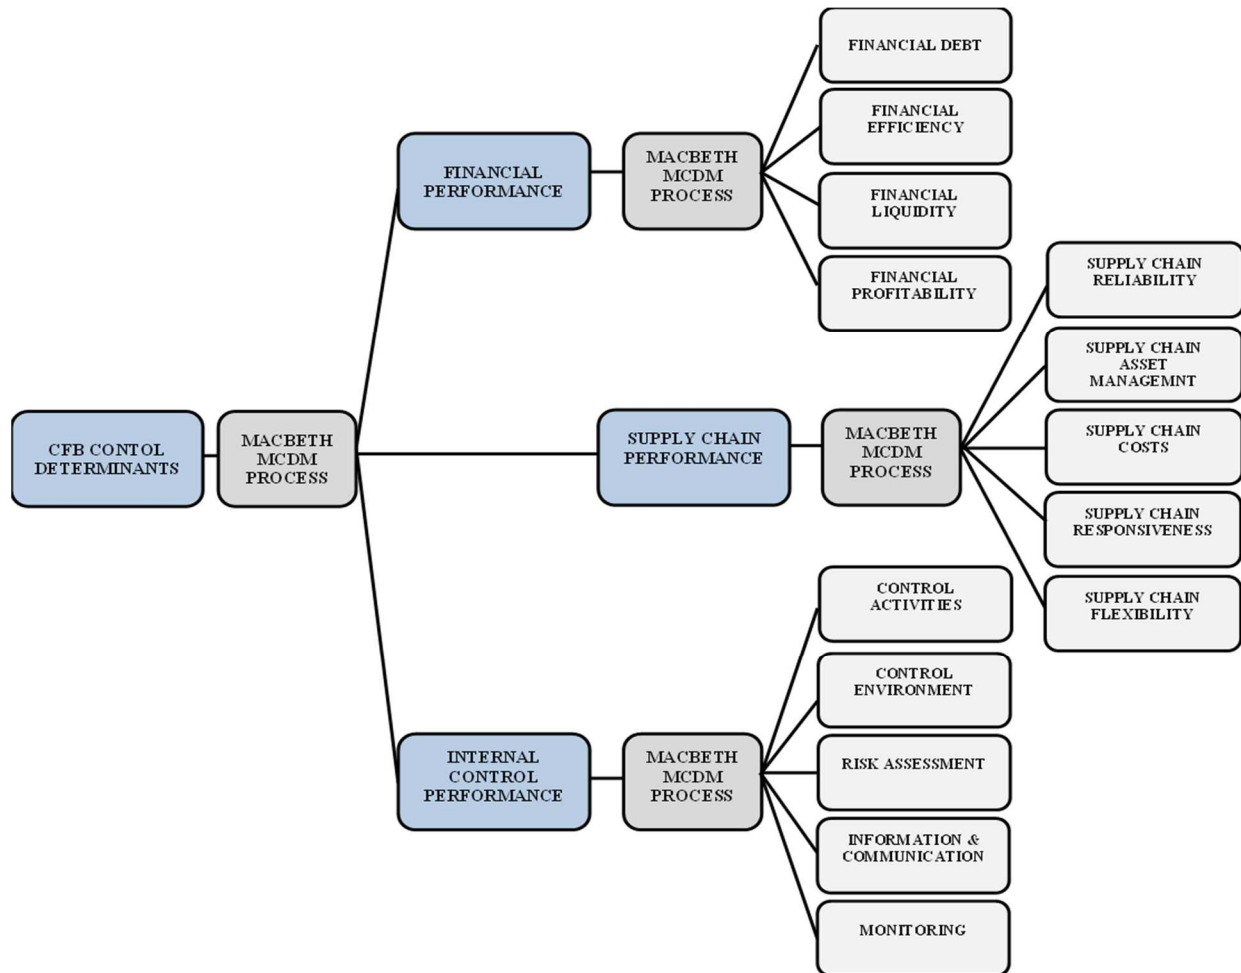 CFB CONTOL
DETERMINANTS
MACBETH
MCDM
PROCESS
FINANCIAL
PERFORMANCE
MACBETH
MCDM
PROCESS
FINANCIAL DEBT
FINANCIAL
EFFICIENCY
FINANCIAL
LIQUIDITY
FINANCIAL
PROFITABILITY
SUPPLY CHAIN
PERFORMANCE
MACBETH
MCDM
PROCESS
SUPPLY CHAIN
RELIABILITY
SUPPLY CHAIN
ASSET
MANAGEMNT
SUPPLY CHAIN
COSTS
SUPPLY CHAIN
RESPONSIVENESS
SUPPLY CHAIN
FLEXIBILITY
INTERNAL
CONTROL
PERFORMANCE
MACBETH
MCDM
PROCESS
CONTROL
ACTIVITIES
CONTROL
ENVIRONMENT
RISK ASSESSMENT
INFORMATION &
COMMUNICATION
MONITORING